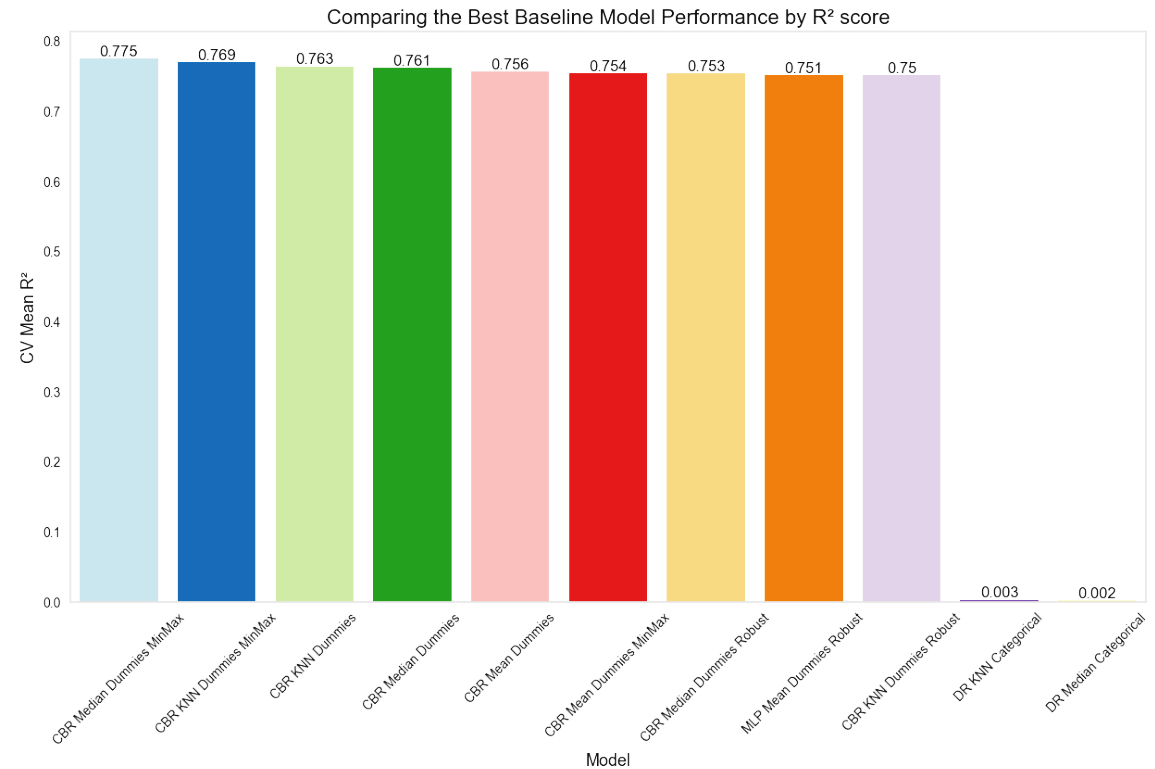 Comparing the Best Baseline Model Performance by R² score
CV Mean R²
0.8
0.7
0.6
0.5
0.4
0.3
0.2
0.1
0.0
0.775
0.769
0.763
0.761
0.756
0.754
0.753
0.751
0.75
0.003
0.002
CBR Median Dummies MinMax
CBR KNN Dummies MinMax
CBR KNN Dummies
CBR Median Dummies
CBR Mean Dummies
CBR Mean Dummies MinMax
CBR Median Dummies Robust
MLP Mean Dummies Robust
CBR KNN Dummies Robust
DR KNN Categorical
DR Median Categorical
Model